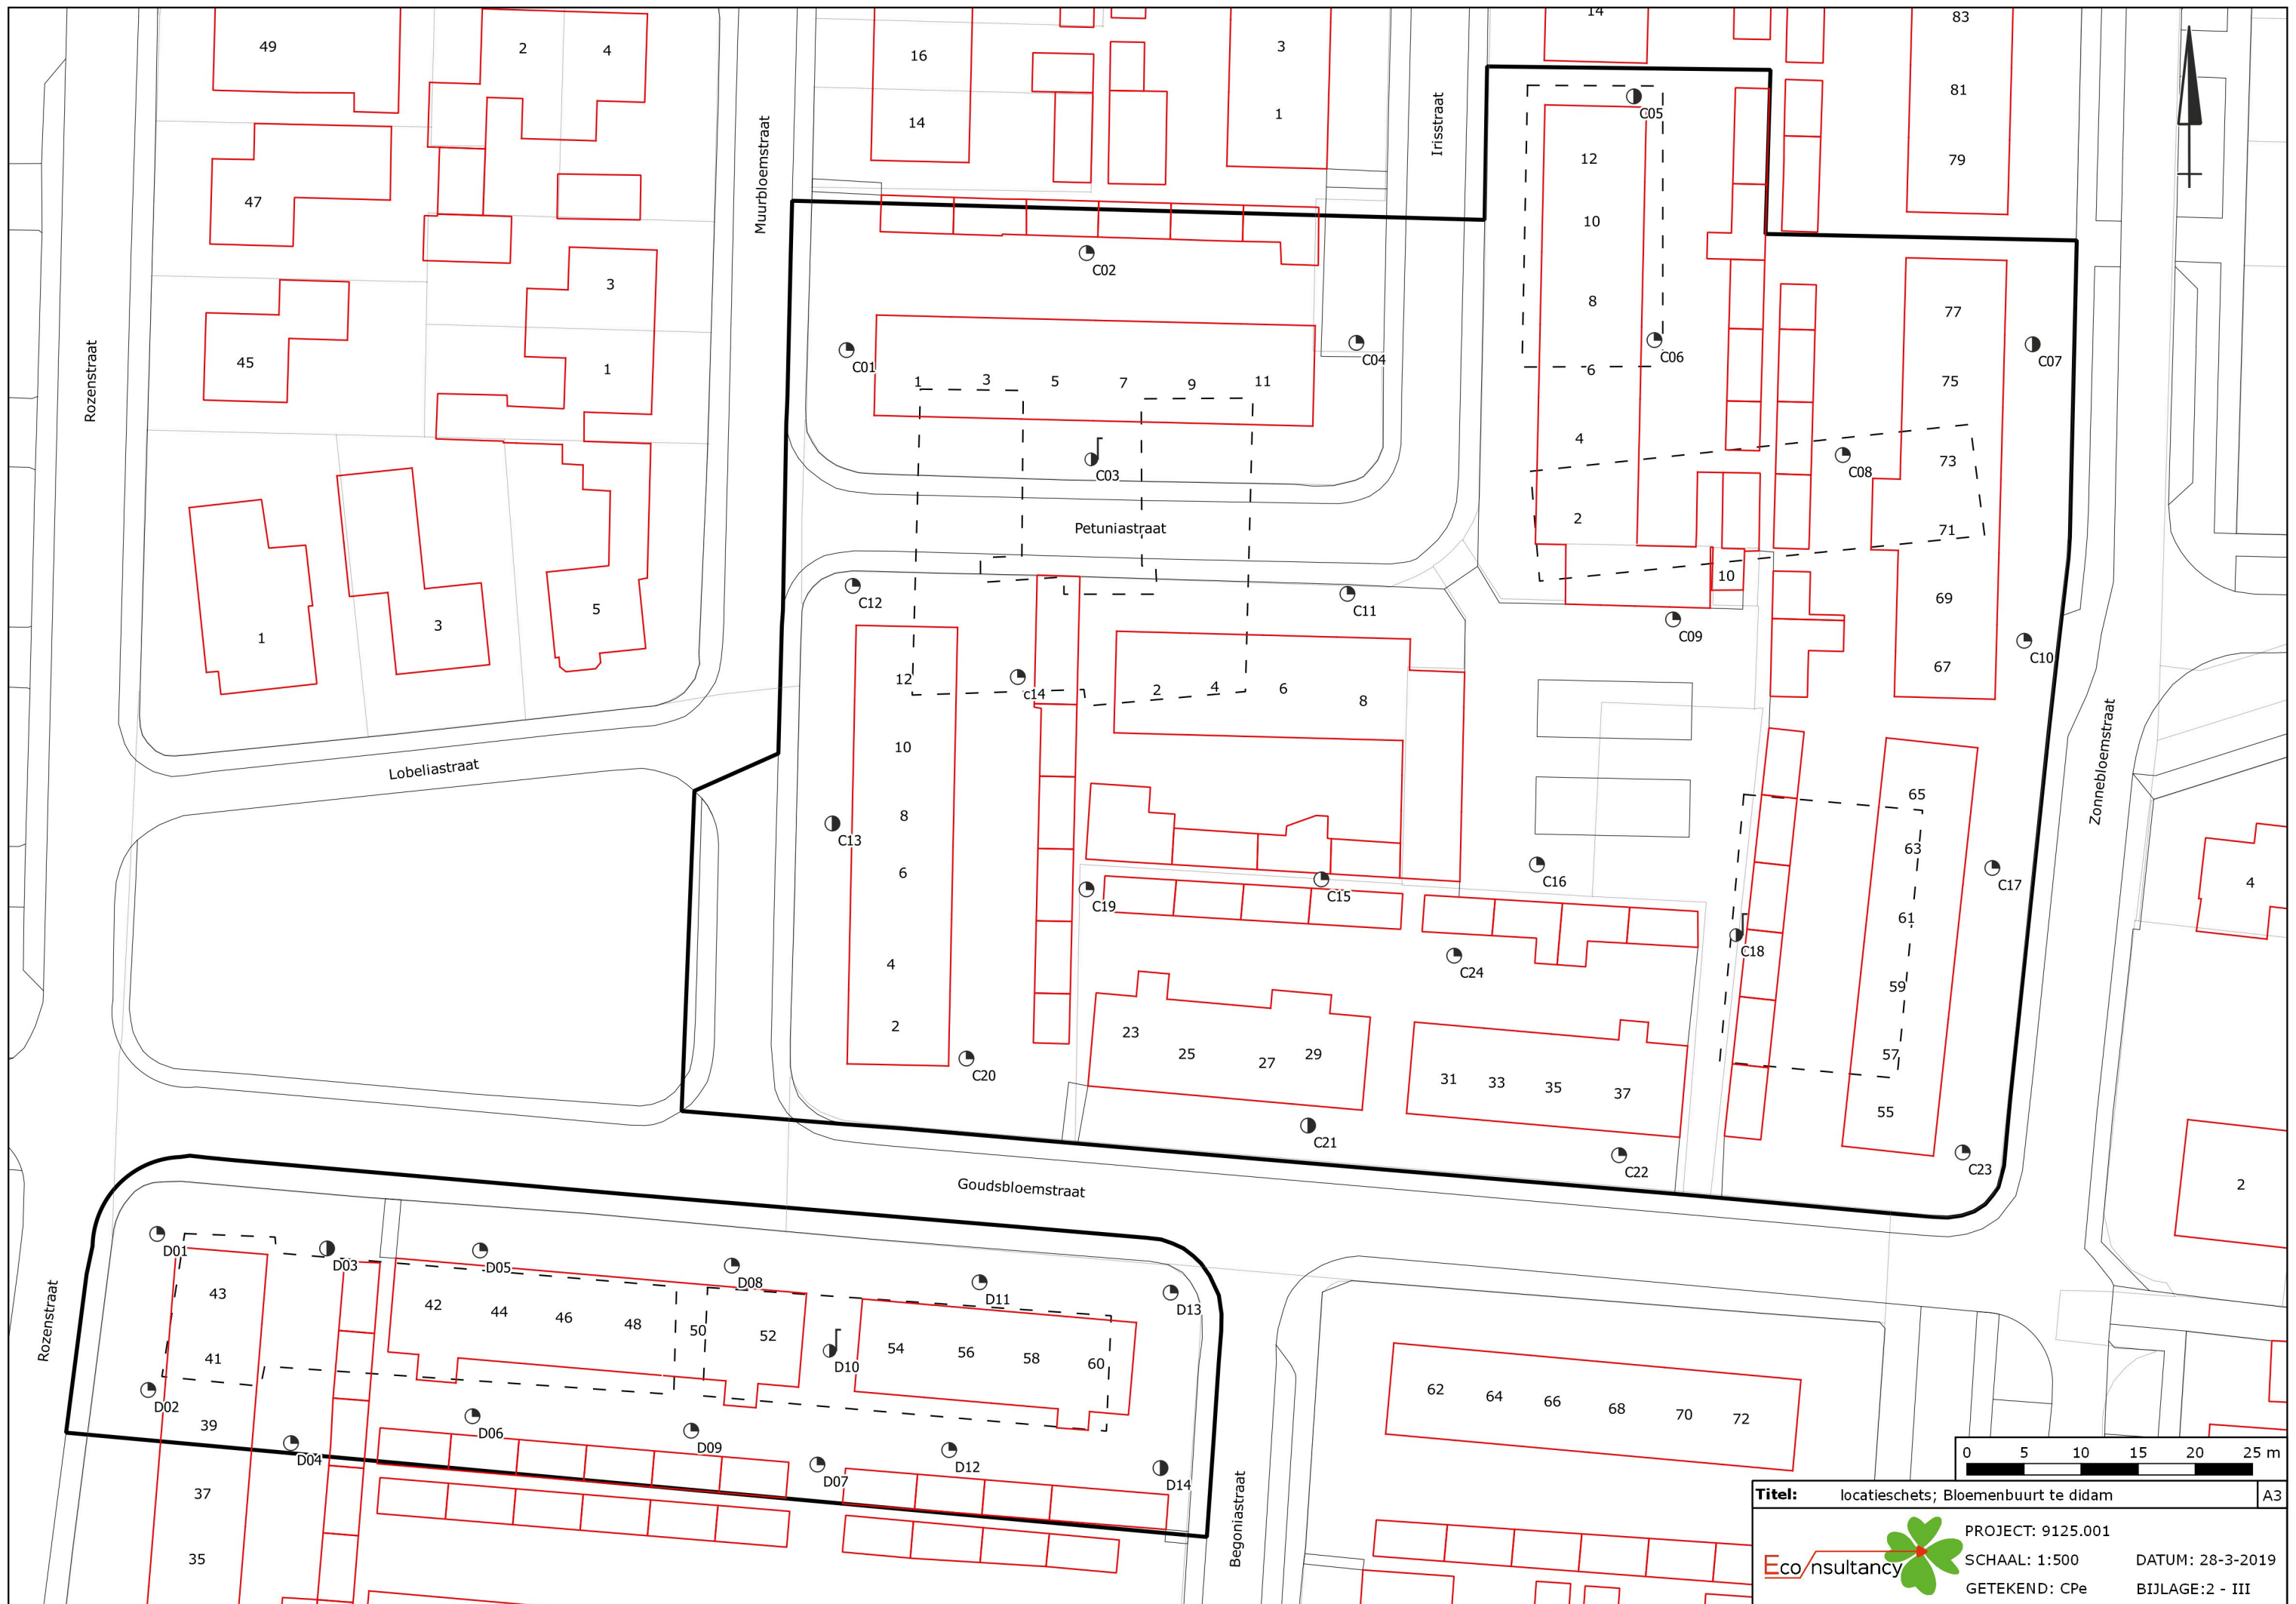 49
2
4
16
3
14
83
14
1
C05
81
12
79
47
10
Muurbloemstraat
Irisstraat
C02
3
8
77
C01
C04
C06
C07
Rozenstraat
45
1
1
3
5
7
9
11
6
75
4
73
C03
C08
2
71
Petuniastraat
10
C12
C11
C09
69
1
3
5
C10
67
12
c14
2
4
6
8
10
Lobeliastraat
Zonnebloemstraat
65
8
C13
63
6
C19
C15
C16
C17
4
61
C18
4
C24
59
2
23
25
27
29
57
C20
31
33
35
37
55
C21
C22
C23
2
Goudsbloemstraat
D01
D03
D05
D08
D11
D13
43
42
44
46
48
50
52
54
56
58
60
Rozenstraat
41
D10
D02
62
64
66
68
70
72
39
D06
D09
D04
D07
D12
D14
37
35
Begoniastraat
0 5 10 15 20 25 m
Titel: locatieschets; Bloemenbuurt te didam A3
Econsultancy
PROJECT: 9125.001
SCHAAL: 1:500 DATUM: 28-3-2019
GETEKEND: CPe BIJLAGE:2 - III